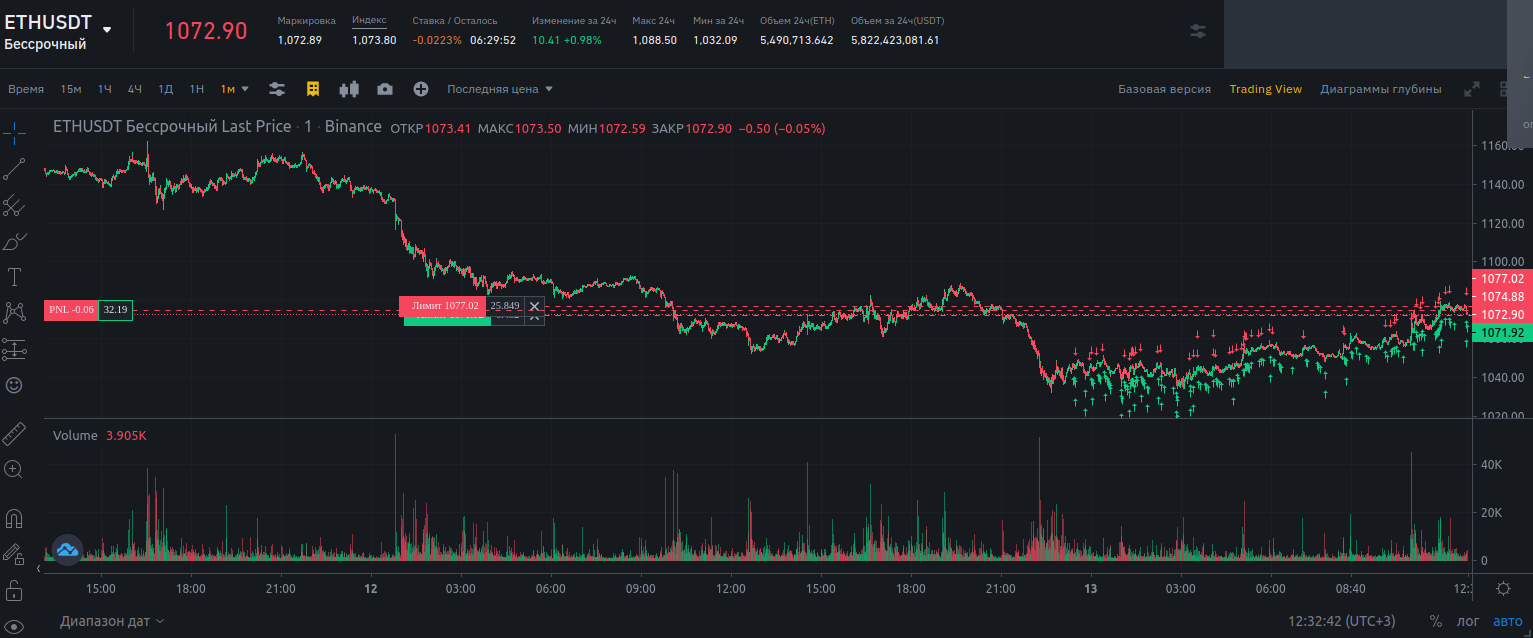 ETHUSDT
Бессрочный
1072.90
Маркировка
1,072.89
Индекс
1,073.80
Ставка / Осталось
-0.0223% 06:29:52
Изменение за 24ч
10.41 +0.98%
Макс 24ч
1,088.50
Мин за 24ч
1,032.09
Объем 24ч(ETH)
5,490,713.642
Объем за 24ч(USDT)
5,822,423,081.61
Время 15м 1Ч 4Ч 1Д 1Н 1м Последняя цена Базовая версия Trading View Диаграммы глубины
ETHUSDT Бессрочный Last Price · 1 · Binance ОТКР1073.41 МАКС1073.50 МИН1072.59 ЗАКР1072.90 −0.50 (−0.05%)
1140.00
1120.00
1100.00
1077.02
1074.88
1072.90
1071.92
1040.00
1020.00
PNL -0.06 32.19
Лимит 1077.02 25.849
Volume 3.905K
40K
20K
0
15:00 18:00 21:00 12 03:00 06:00 09:00 12:00 15:00 18:00 21:00 13 03:00 06:00 08:40
Диапазон дат 12:32:42 (UTC+3) % лог авто